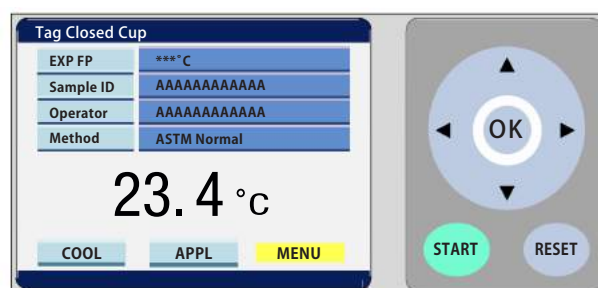 Tag Closed Cup
EXP FP ***°C
Sample ID AAAAAAAAAAAA
Operator AAAAAAAAAAAA
Method ASTM Normal
23.4 °C
COOL APPL MENU
OK
START RESET